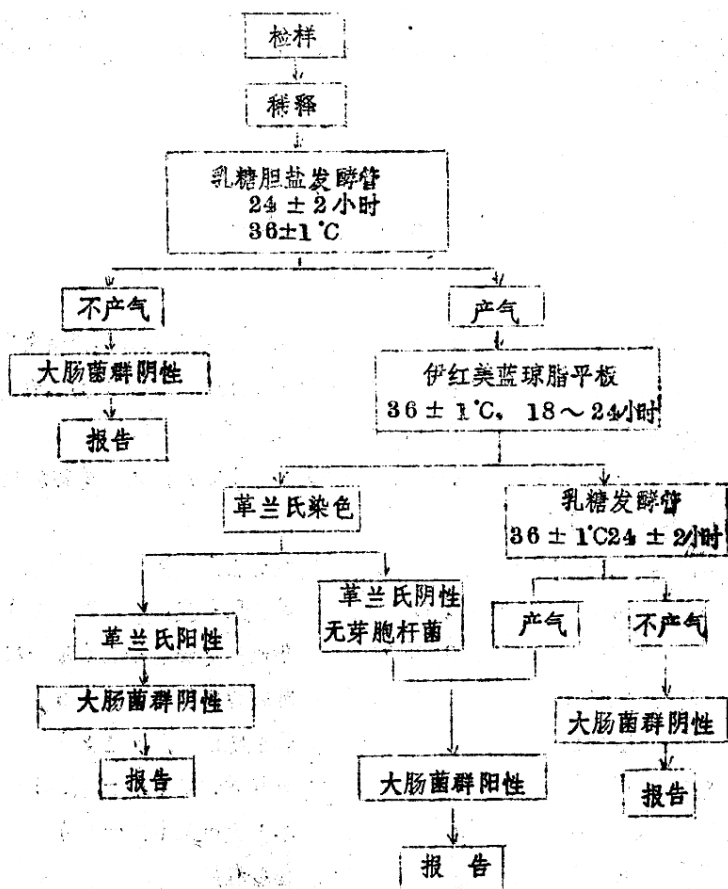 检样
稀释
乳糖胆盐发酵管
24 ± 2小时
36±1℃
不产气
产气
大肠菌群阴性
伊红美蓝琼脂平板
36 ± 1℃、 18～24小时
报告
革兰氏染色
乳糖发酵管
36 ± 1℃24 ± 2小时
革兰氏阳性
革兰氏阴性
无芽胞杆菌
产气
不产气
大肠菌群阴性
大肠菌群阴性
报告
大肠菌群阳性
报告
报 告